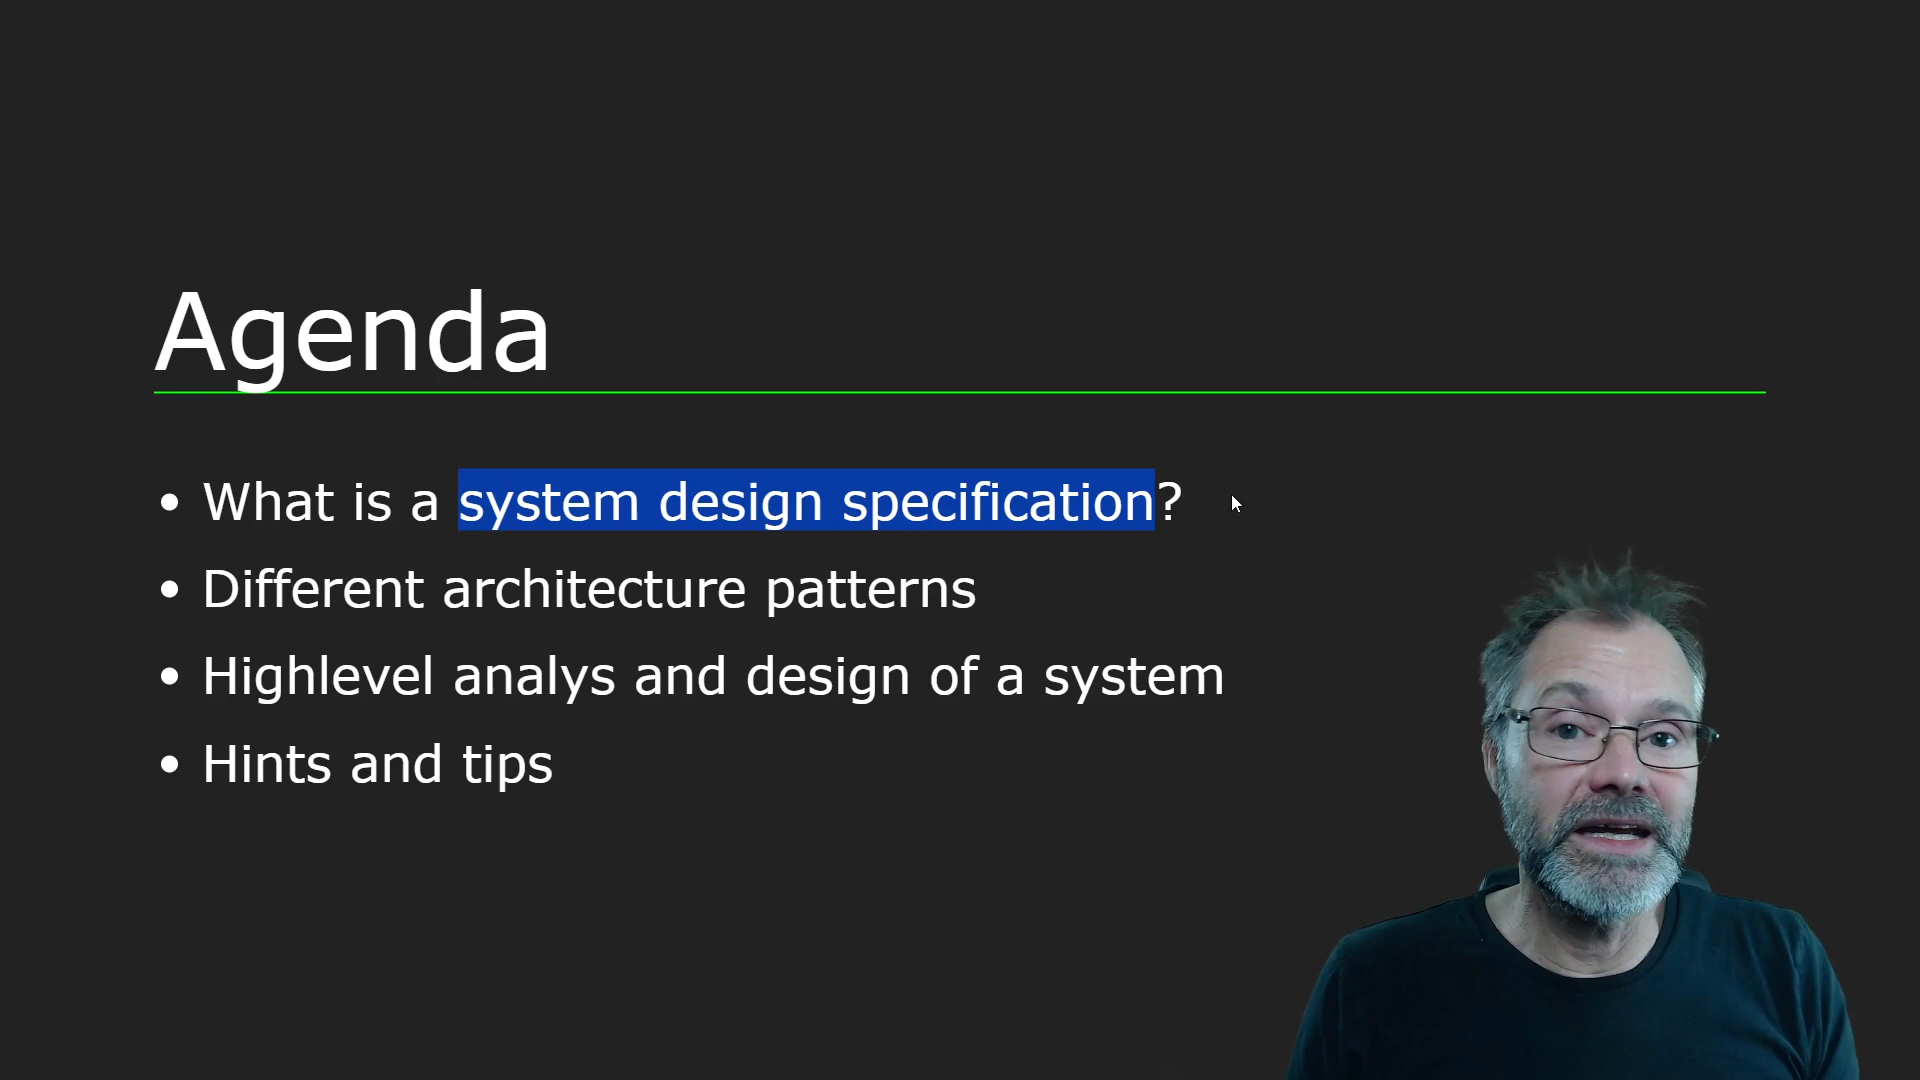 Agenda
• What is a system design specification?
• Different architecture patterns
• Highlevel analys and design of a system
• Hints and tips